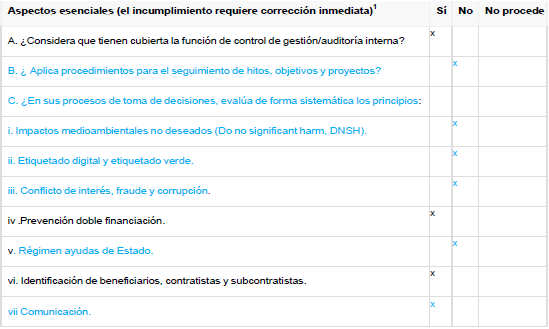 Aspectos esenciales (el incumplimiento requiere corrección inmediata)1 Sí No No procede
A. ¿Considera que tienen cubierta la función de control de gestión/auditoría interna? x
B. ¿ Aplica procedimientos para el seguimiento de hitos, objetivos y proyectos? x
C. ¿En sus procesos de toma de decisiones, evalúa de forma sistemática los principios:
i. Impactos medioambientales no deseados (Do no significant harm, DNSH). x
ii. Etiquetado digital y etiquetado verde. x
iii. Conflicto de interés, fraude y corrupción. x
iv .Prevención doble financiación. x
v. Régimen ayudas de Estado. x
vi. Identificación de beneficiarios, contratistas y subcontratistas. x
vii Comunicación. x